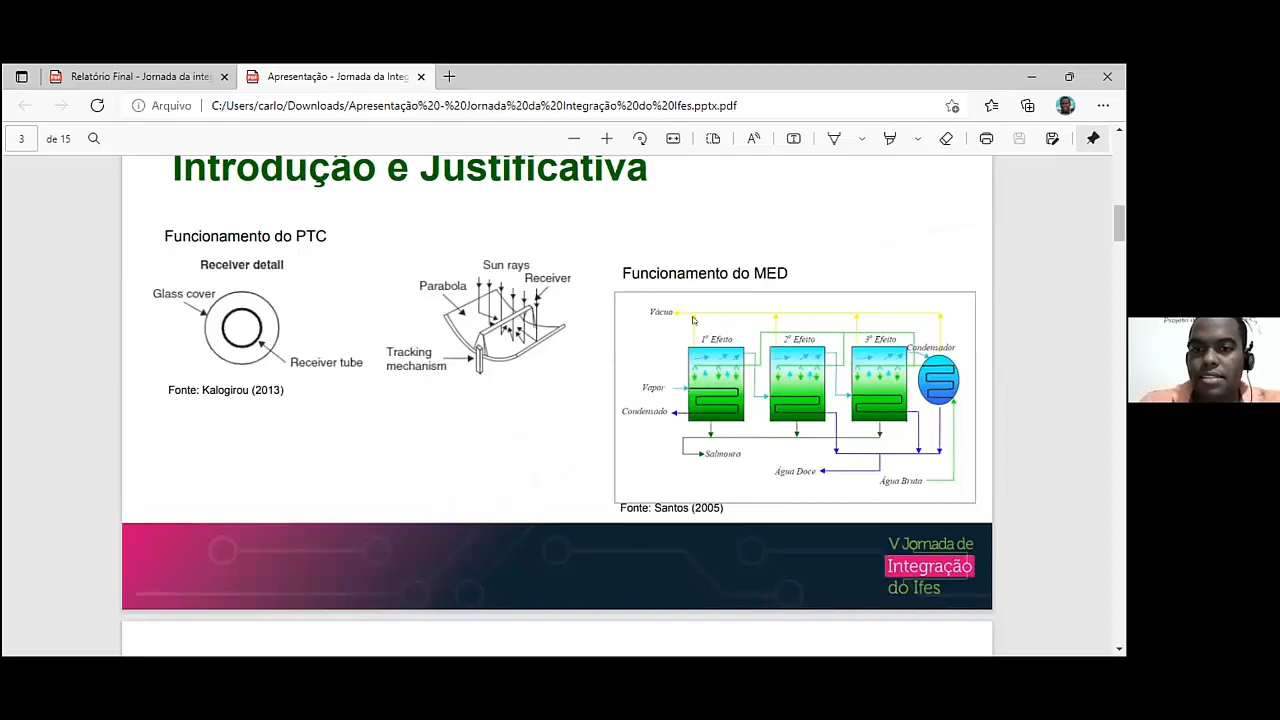 Relatório Final - Jornada da integ
Apresentação - Jornada da Integ
Arquivo
C:/Users/carlo/Downloads/Apresentação%20-%20Jornada%20da%20Integração%20do%20Ifes.pptx.pdf
3 de 15
Introdução e Justificativa
Funcionamento do PTC
Receiver detail
Glass cover
Receiver tube
Fonte: Kalogirou (2013)
Sun rays
Parabola
Receiver
Tracking
mechanism
Funcionamento do MED
Vácuo
1º Efeito
2º Efeito
3º Efeito
Condensador
Vapor
Condensado
Salmoura
Água Doce
Água Bruta
Fonte: Santos (2005)
V Jornada de
Integração
do Ifes